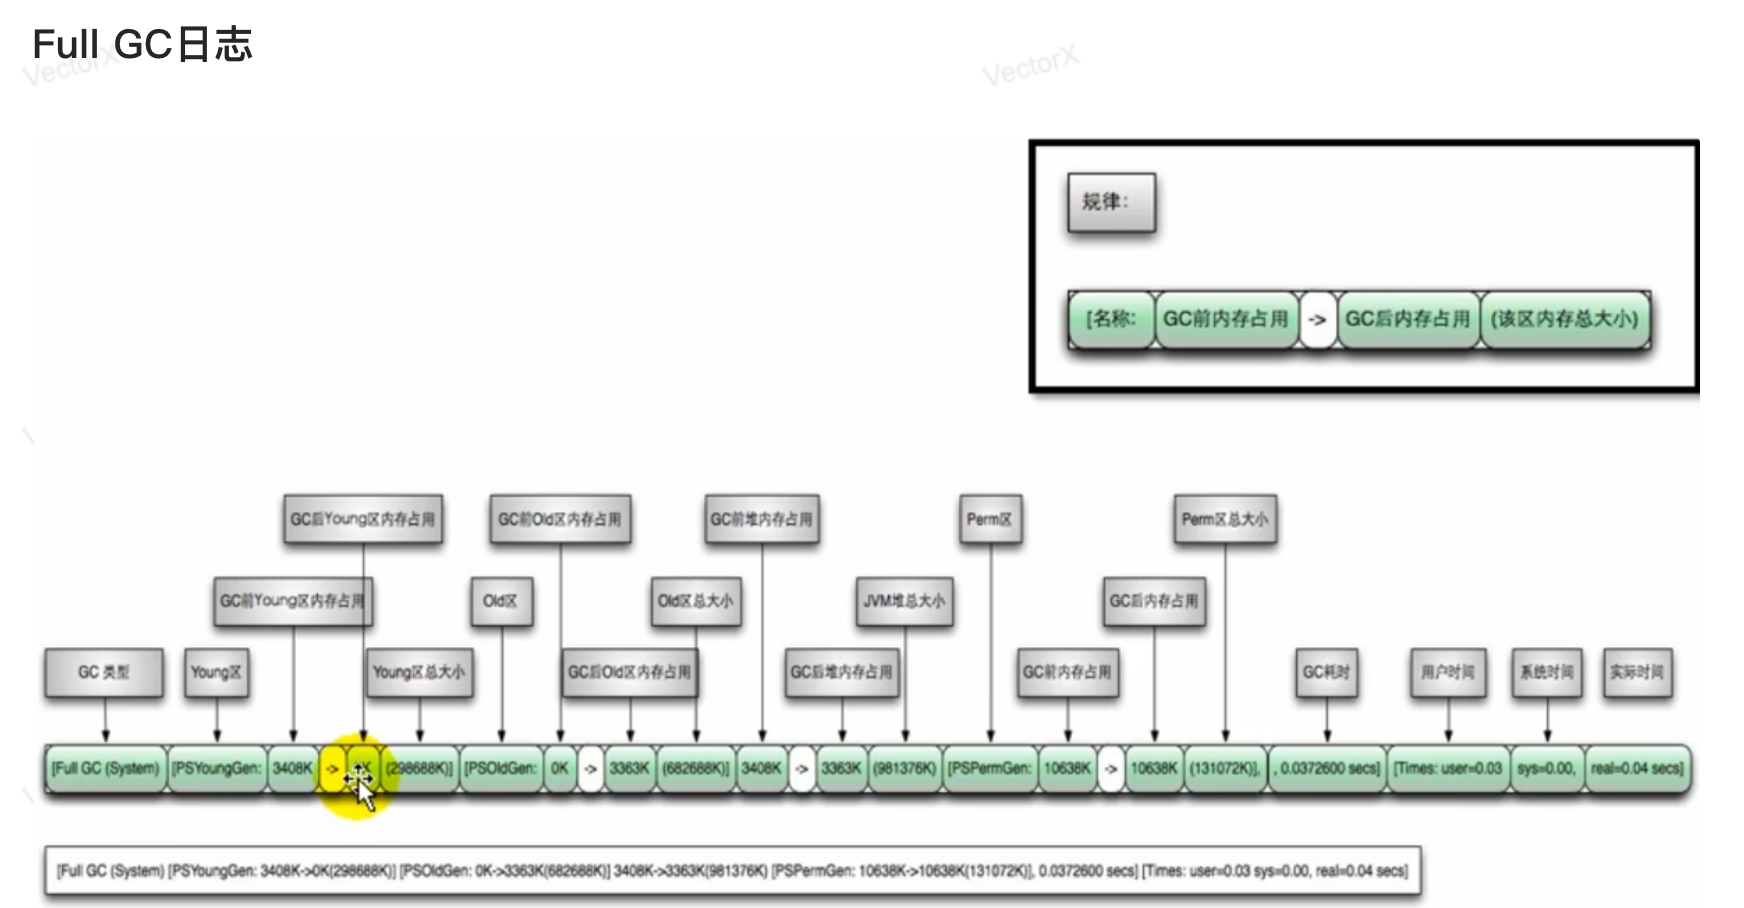 Full GC日志
VectorX
VectorX
规律：
[名称: GC前内存占用 -> GC后内存占用 (该区内存总大小)
GC后Young区内存占用 GC前Old区内存占用 GC前堆内存占用 Perm区 Perm区总大小
GC前Young区内存占用 Old区 Old区总大小 JVM堆总大小 GC后内存占用
GC 类型 Young区 Young区总大小 GC后Old区内存占用 GC后堆内存占用 GC前内存占用 GC耗时 用户时间 系统时间 实际时间
[Full GC (System) [PSYoungGen: 3408K -> (298688K)] [PSOldGen: 0K -> 3363K (682688K)] 3408K -> 3363K (981376K) [PSPermGen: 10638K -> 10638K (131072K)], , 0.0372600 secs] [Times: user=0.03 sys=0.00, real=0.04 secs]
[Full GC (System) [PSYoungGen: 3408K->0K(298688K)] [PSOldGen: 0K->3363K(682688K)] 3408K->3363K(981376K) [PSPermGen: 10638K->10638K(131072K)], 0.0372600 secs] [Times: user=0.03 sys=0.00, real=0.04 secs]